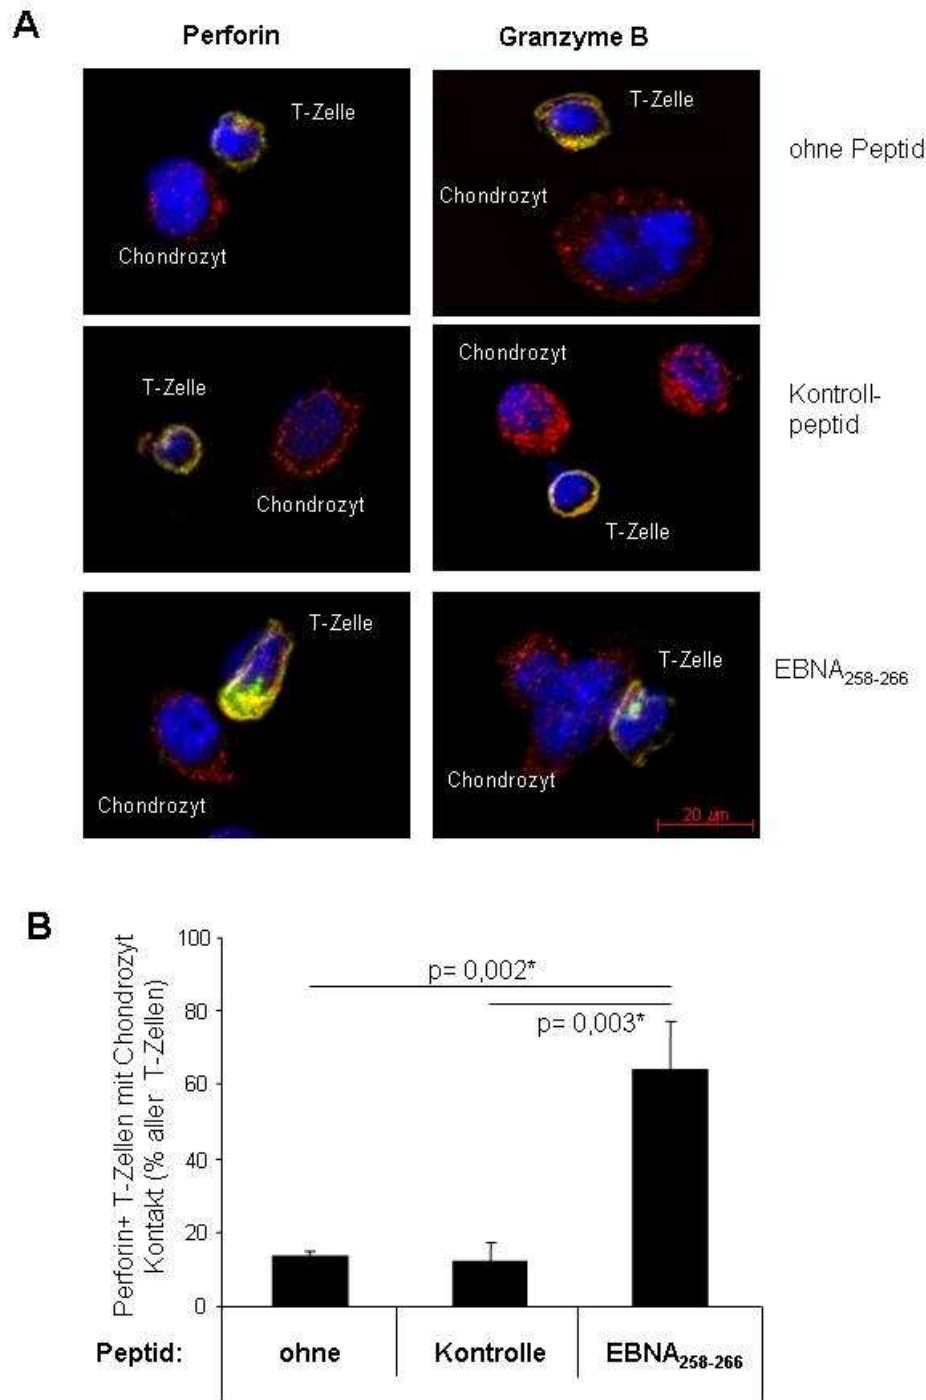 A
Perforin
Granzyme B
T-Zelle
Chondrozyt
T-Zelle
Chondrozyt
ohne Peptid
T-Zelle
Chondrozyt
Chondrozyt
T-Zelle
Kontroll-
peptid
T-Zelle
Chondrozyt
T-Zelle
Chondrozyt
20 µm
EBNA258-266
B
Perforin+ T-Zellen mit Chondrozyt
Kontakt (% aller T-Zellen)
100
80
60
40
20
0
p= 0,002*
p= 0,003*
Peptid:
ohne
Kontrolle
EBNA258-266